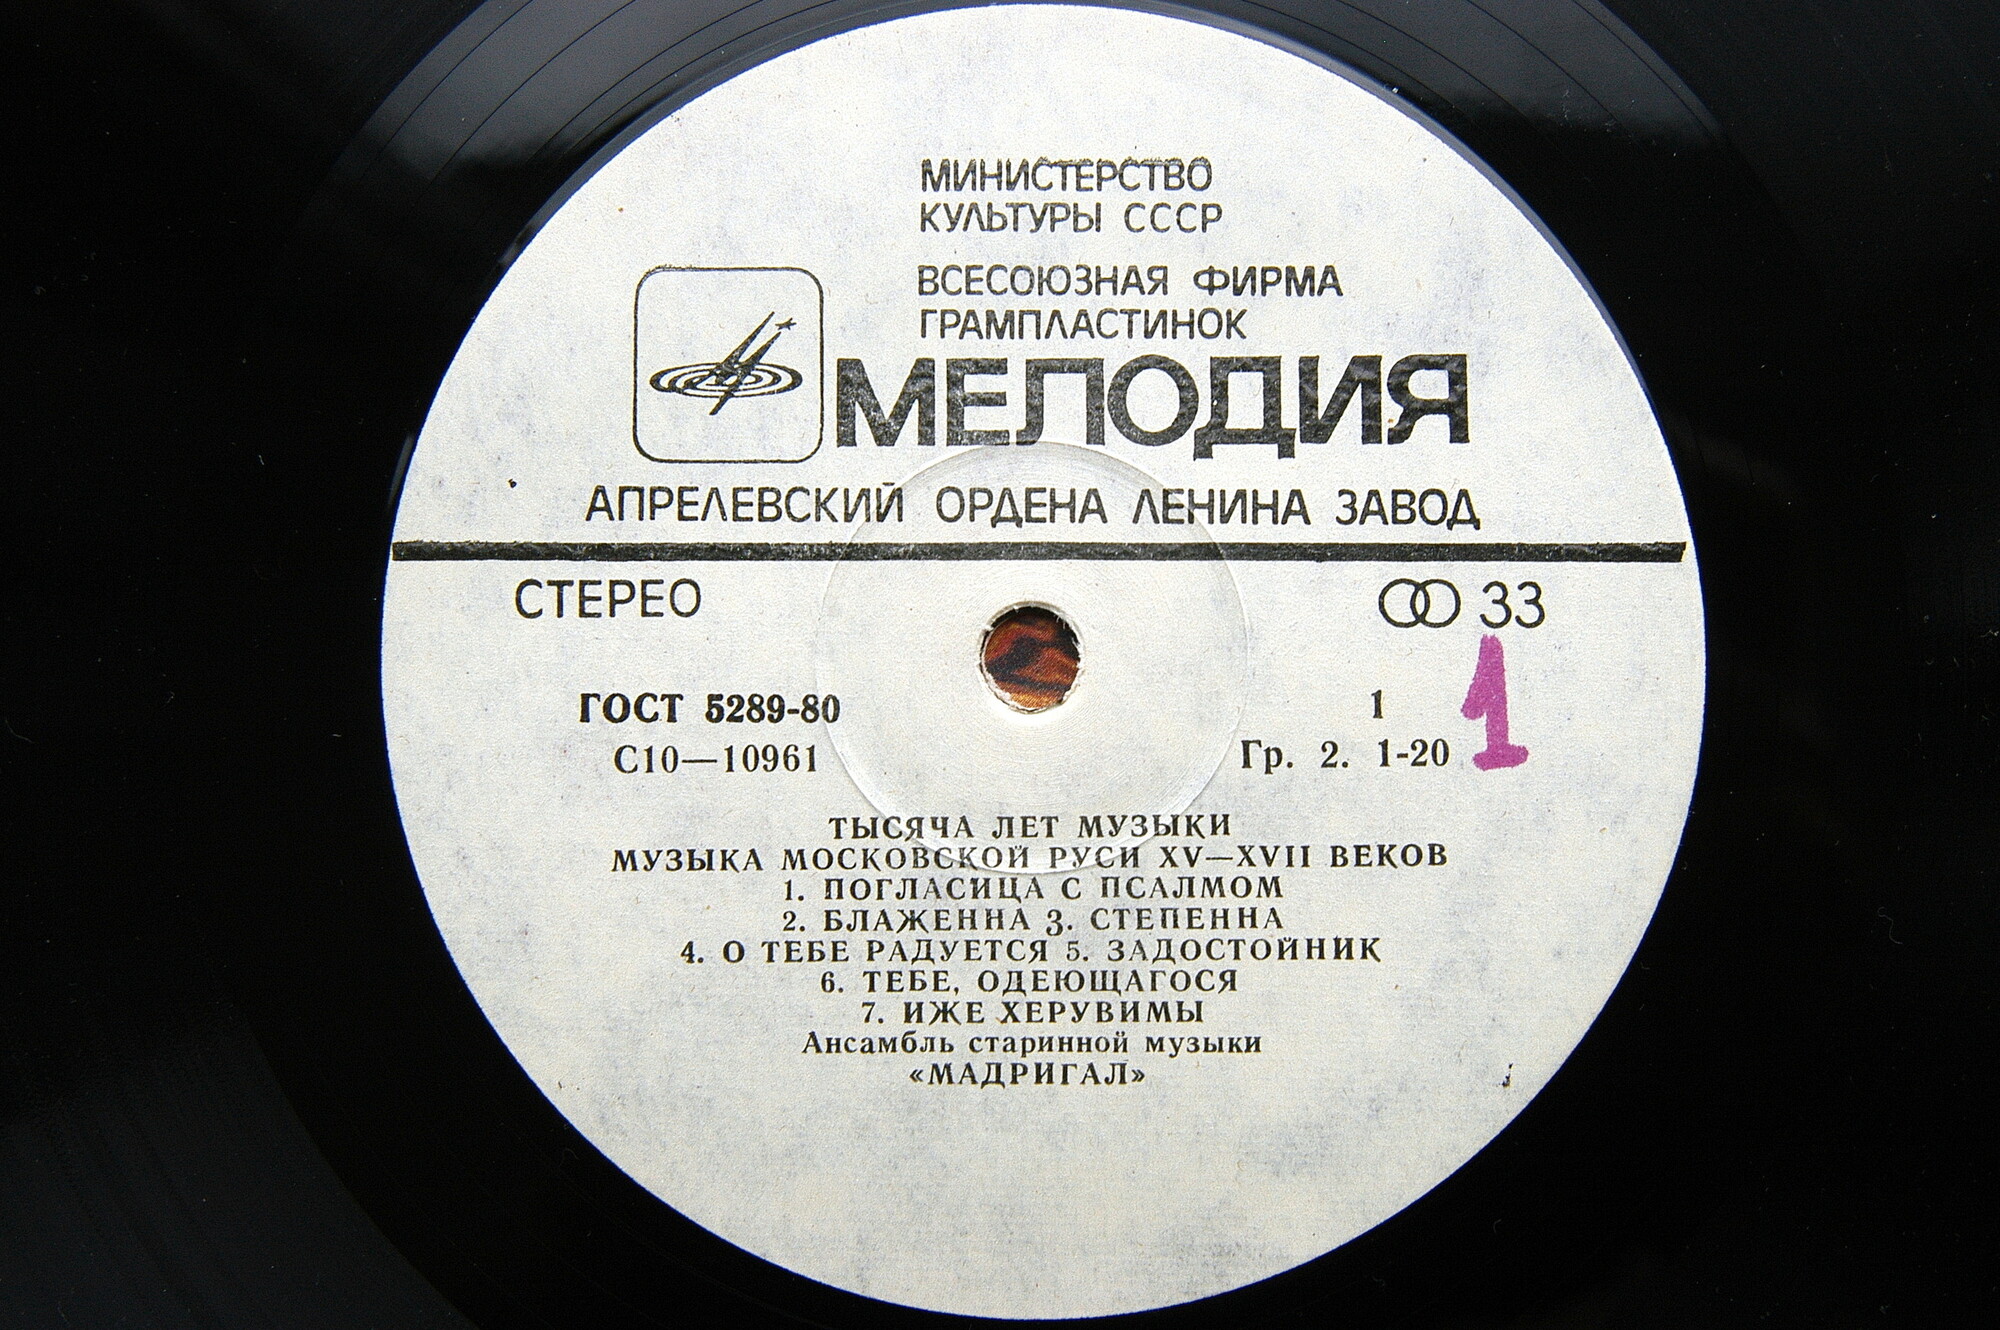 МИНИСТЕРСТВО
КУЛЬТУРЫ СССР
ВСЕСОЮЗНАЯ ФИРМА
ГРАМПЛАСТИНОК
МЕЛОДИЯ
АПРЕЛЕВСКИЙ ОРДЕНА ЛЕНИНА ЗАВОД
СТЕРЕО 33
ГОСТ 5289-80 1 1
С10—10961 Гр. 2. 1-20
ТЫСЯЧА ЛЕТ МУЗЫКИ
МУЗЫКА МОСКОВСКОЙ РУСИ XV—XVII ВЕКОВ
1. ПОГЛАСИЦА С ПСАЛМОМ
2. БЛАЖЕННА 3. СТЕПЕННА
4. О ТЕБЕ РАДУЕТСЯ 5. ЗАДОСТОЙНИК
6. ТЕБЕ, ОДЕЮЩАГОСЯ
7. ИЖЕ ХЕРУВИМЫ
Ансамбль старинной музыки
«МАДРИГАЛ»